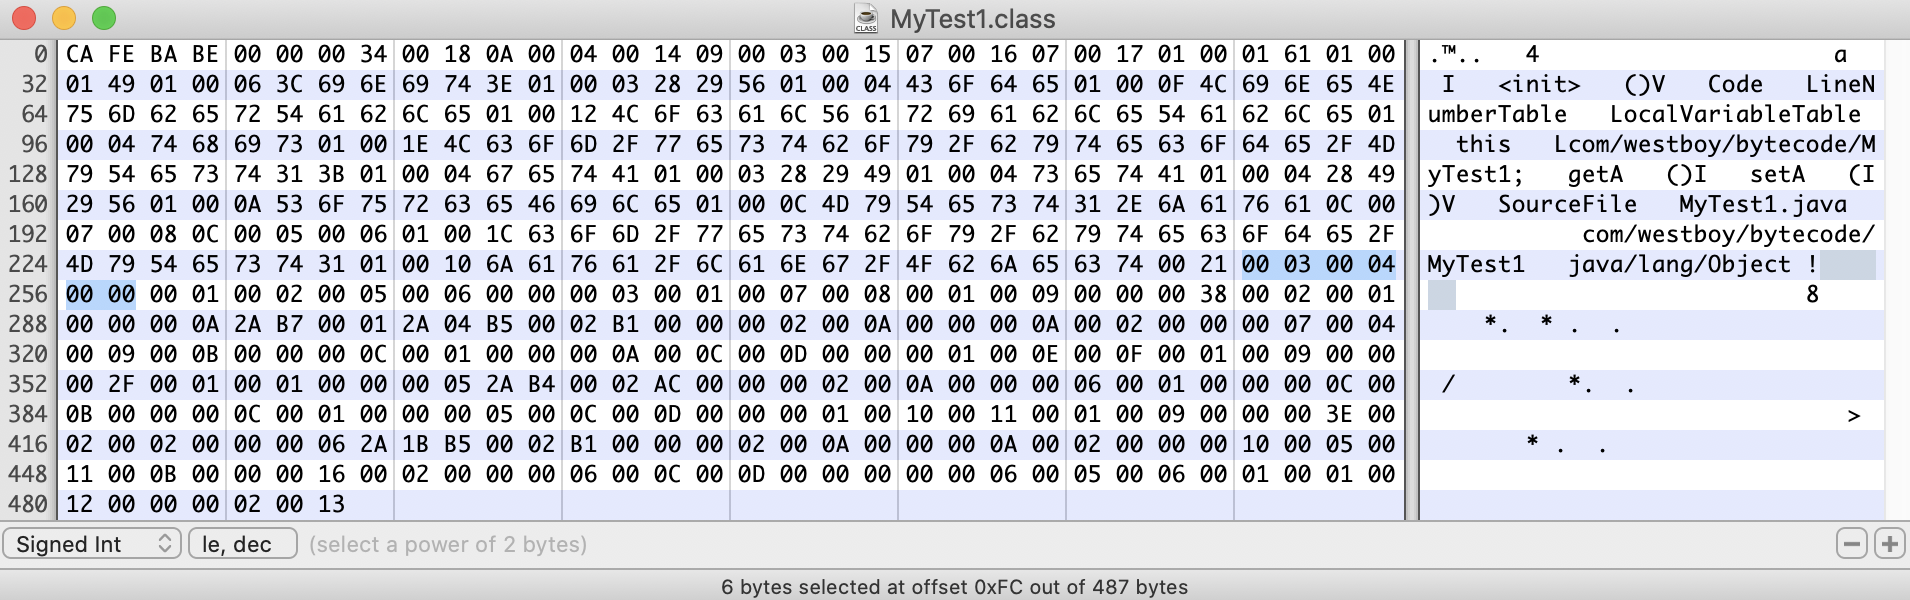 CLASS
MyTest1.class
0 CA FE BA BE 00 00 00 34 00 18 0A 00 04 00 14 09 00 03 00 15 07 00 16 07 00 17 01 00 01 61 01 00 .™.. 4 a
32 01 49 01 00 06 3C 69 6E 69 74 3E 01 00 03 28 29 56 01 00 04 43 6F 64 65 01 00 0F 4C 69 6E 65 4E I <init> ()V Code LineN
64 75 6D 62 65 72 54 61 62 6C 65 01 00 12 4C 6F 63 61 6C 56 61 72 69 61 62 6C 65 54 61 62 6C 65 01 umberTable LocalVariableTable
96 00 04 74 68 69 73 01 00 1E 4C 63 6F 6D 2F 77 65 73 74 62 6F 79 2F 62 79 74 65 63 6F 64 65 2F 4D this Lcom/westboy/bytecode/M
128 79 54 65 73 74 31 3B 01 00 04 67 65 74 41 01 00 03 28 29 49 01 00 04 73 65 74 41 01 00 04 28 49 yTest1; getA ()I setA (I
160 29 56 01 00 0A 53 6F 75 72 63 65 46 69 6C 65 01 00 0C 4D 79 54 65 73 74 31 2E 6A 61 76 61 0C 00 )V SourceFile MyTest1.java
192 07 00 08 0C 00 05 00 06 01 00 1C 63 6F 6D 2F 77 65 73 74 62 6F 79 2F 62 79 74 65 63 6F 64 65 2F com/westboy/bytecode/
224 4D 79 54 65 73 74 31 01 00 10 6A 61 76 61 2F 6C 61 6E 67 2F 4F 62 6A 65 63 74 00 21 00 03 00 04 MyTest1 java/lang/Object !
256 00 00 00 01 00 02 00 05 00 06 00 00 00 03 00 01 00 07 00 08 00 01 00 09 00 00 00 38 00 02 00 01 8
288 00 00 00 0A 2A B7 00 01 2A 04 B5 00 02 B1 00 00 00 02 00 0A 00 00 00 0A 00 02 00 00 00 07 00 04 *. * . .
320 00 09 00 0B 00 00 00 0C 00 01 00 00 00 0A 00 0C 00 0D 00 00 00 01 00 0E 00 0F 00 01 00 09 00 00
352 00 2F 00 01 00 01 00 00 00 05 2A B4 00 02 AC 00 00 00 02 00 0A 00 00 00 06 00 01 00 00 00 0C 00 / *. .
384 0B 00 00 00 0C 00 01 00 00 00 05 00 0C 00 0D 00 00 00 01 00 10 00 11 00 01 00 09 00 00 00 3E 00 >
416 02 00 02 00 00 00 06 2A 1B B5 00 02 B1 00 00 00 02 00 0A 00 00 00 0A 00 02 00 00 00 10 00 05 00 * . .
448 11 00 0B 00 00 00 16 00 02 00 00 00 06 00 0C 00 0D 00 00 00 00 00 06 00 05 00 06 00 01 00 01 00
480 12 00 00 00 02 00 13
Signed Int le, dec (select a power of 2 bytes)
6 bytes selected at offset 0xFC out of 487 bytes